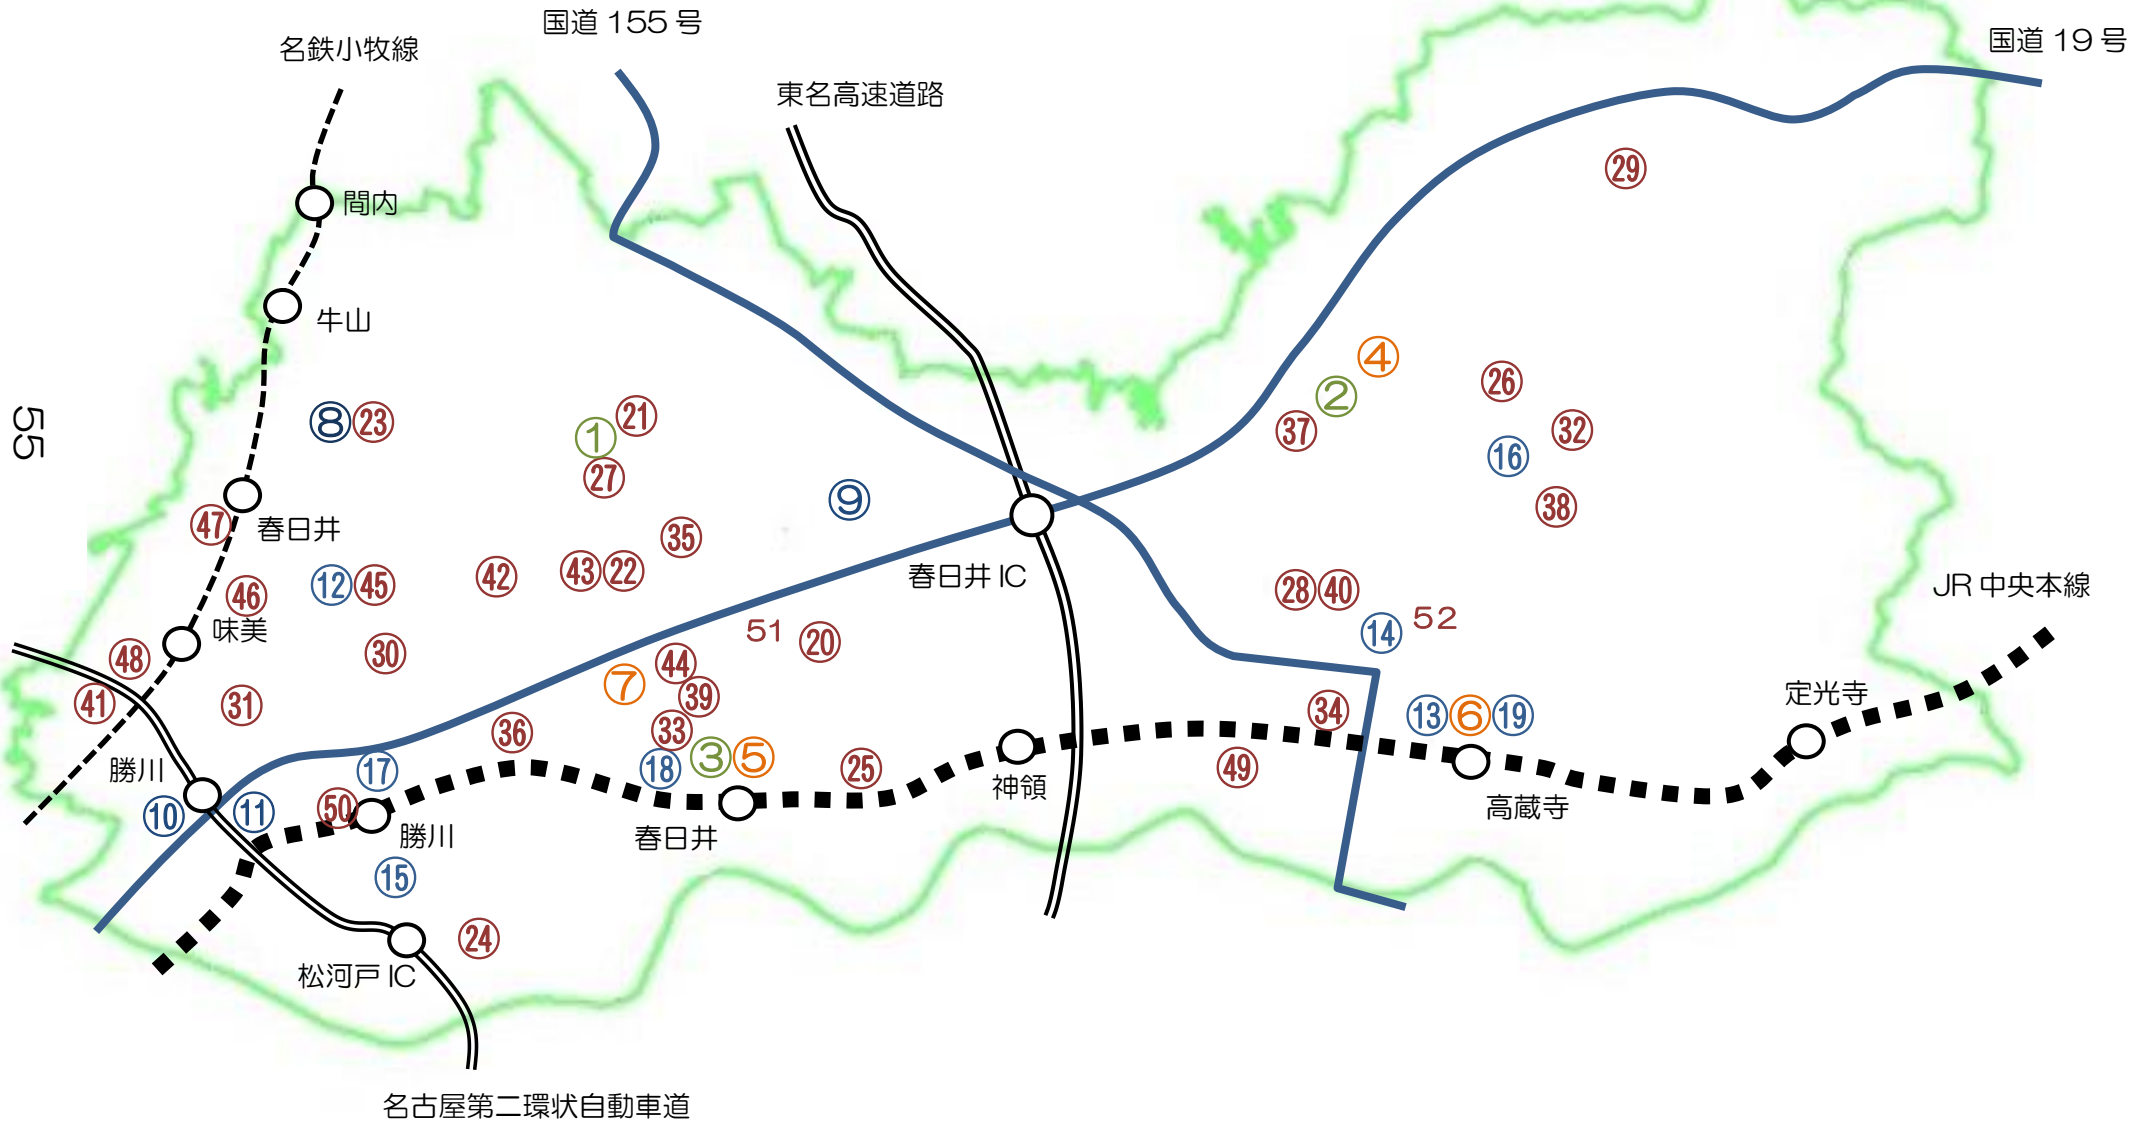 国道 155 号
国道 19 号
名鉄小牧線
東名高速道路
㉙
間内
牛山
④
②
㉖
㊲
㉜
⑧㉓
①
㉑
㉗
⑯
55
⑨
㊳
㊼
春日井
㉟
春日井 IC
㊷
㊸㉒
⑫㊺
㊻
㉘㊵
JR 中央本線
味美
51
⑳
⑭
52
㊽
㉚
㊹
⑦
㊴
㊶
㉛
㉞
⑬⑥⑲
定光寺
㊱
㉝
勝川
⑰
⑱
③⑤
㉕
神領
㊾
高蔵寺
⑩
⑪
㊿
勝川
春日井
⑮
㉔
松河戸 IC
名古屋第二環状自動車道